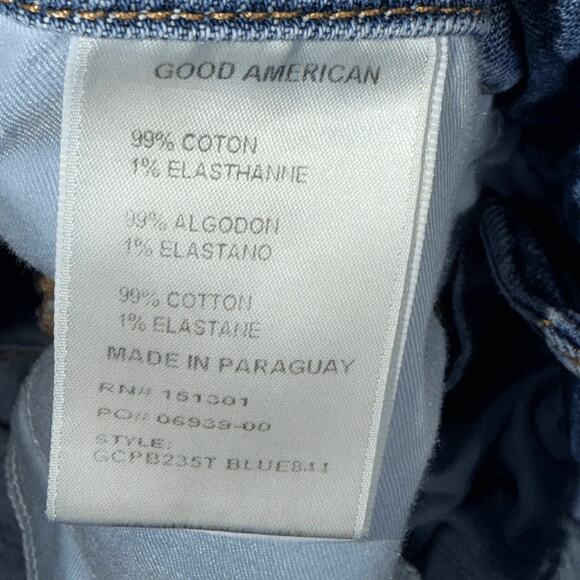 GOOD AMERICAN
99% COTON
1% ELASTHANNE
99% ALGODON
1% ELASTANO
99% COTTON
1% ELASTANE
MADE IN PARAGUAY
RN# 151301
PO# 06939-00
STYLE:
GCPB235T BLUE844